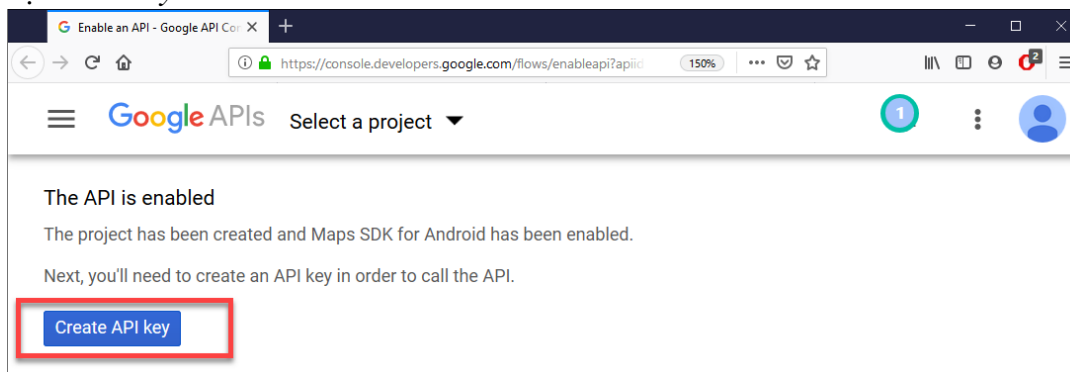 Enable an API - Google API Con
https://console.developers.google.com/flows/enableapi?apiid
150%
2
Google APIs
Select a project
1
The API is enabled
The project has been created and Maps SDK for Android has been enabled.
Next, you'll need to create an API key in order to call the API.
Create API key